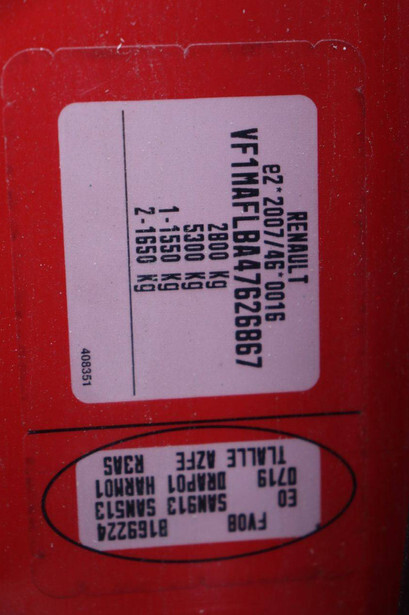 RENAULT
e2*2007/46*0016
VF1MAFLBA47626867
2800 Kg
5300 Kg
1-1550 Kg
2-1650 Kg
408351
FV0B B169224
E0 SAN913 SAN513
0719 DRAP01 HARM01
TLALLE AZFE R3AS